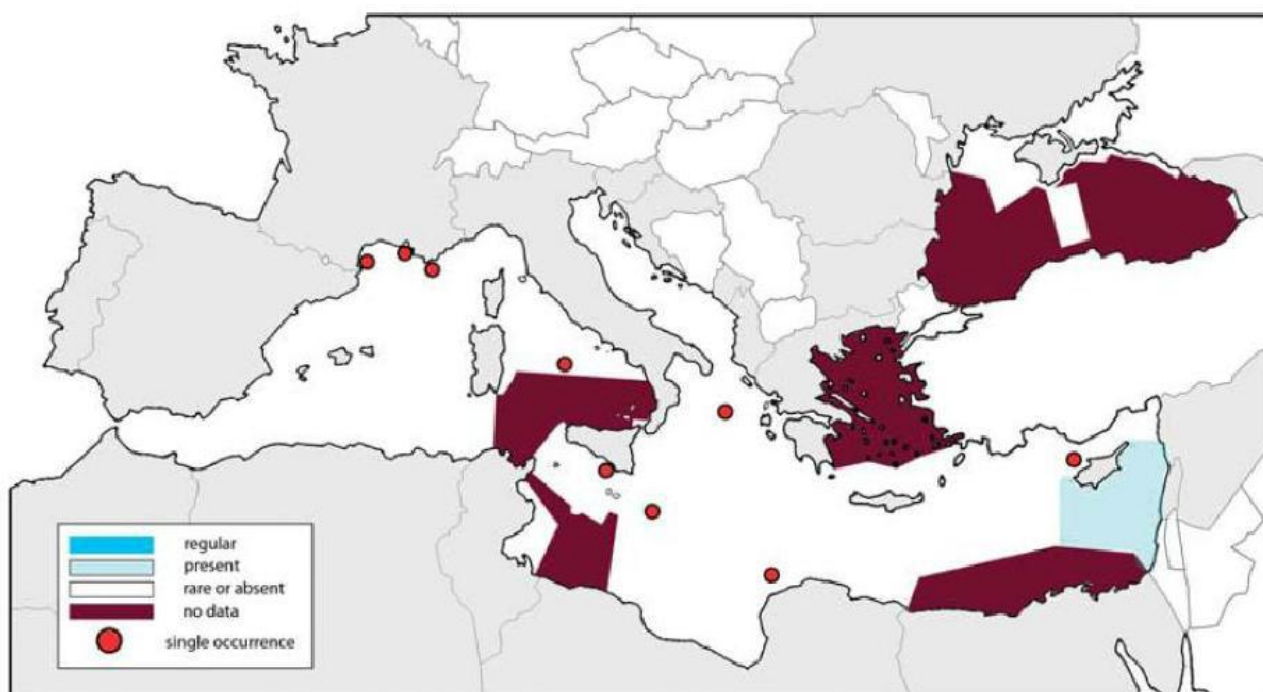 regular
present
rare or absent
no data
single occurrence